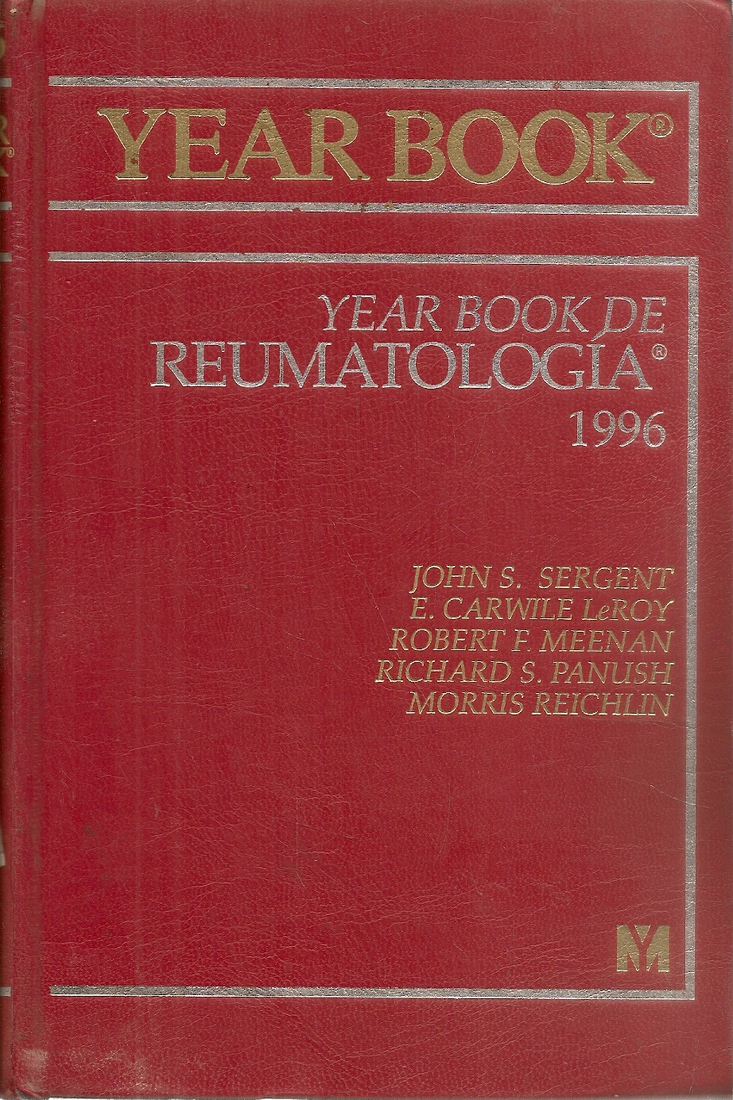 YEAR BOOK®
YEAR BOOK DE
REUMATOLOGÍA®
1996
JOHN S. SERGENT
E. CARWILE LeROY
ROBERT F. MEENAN
RICHARD S. PANUSH
MORRIS REICHLIN